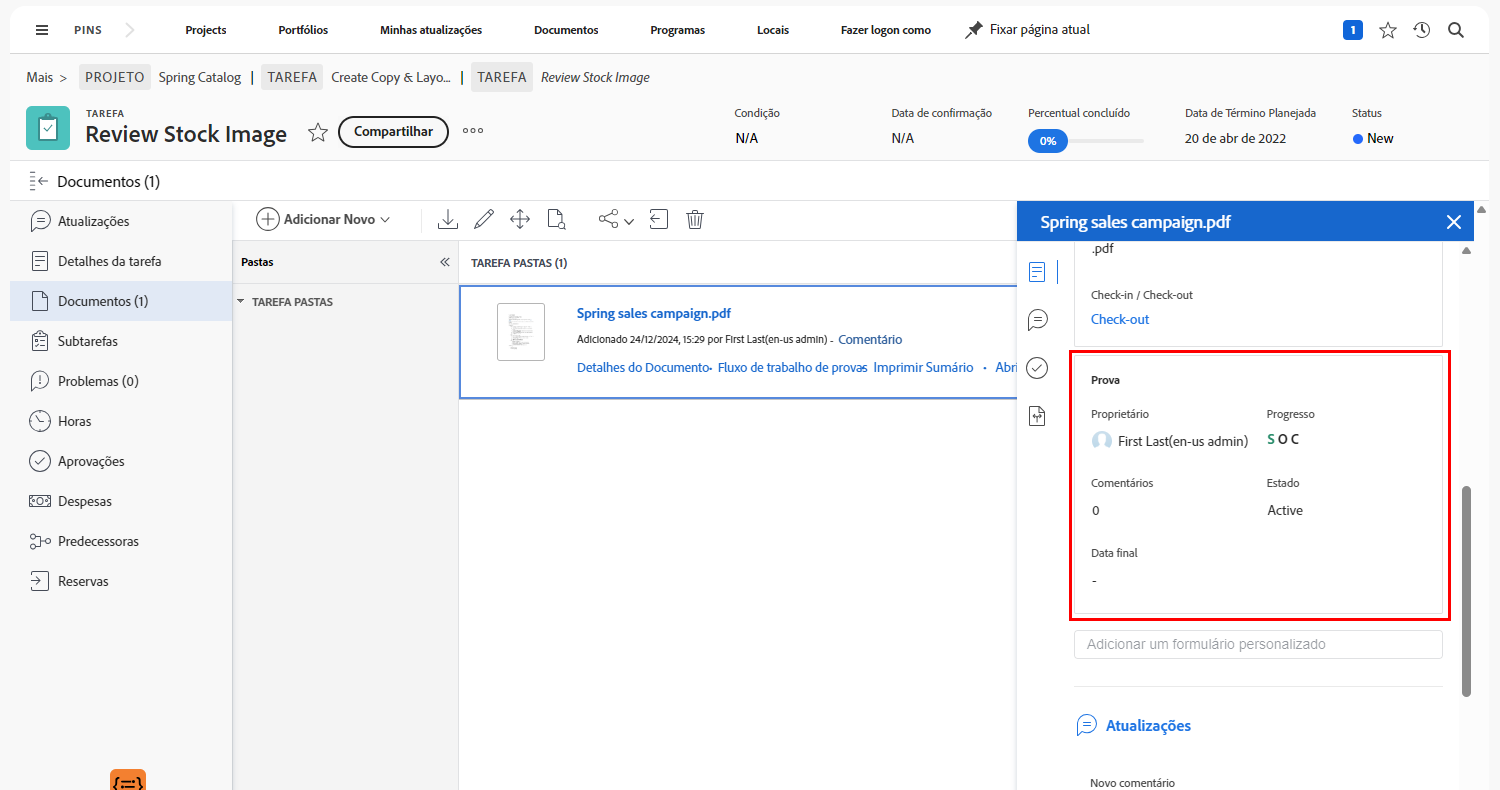 PINS
Projects
Portfólios
Minhas atualizações
Documentos
Programas
Locais
Fazer logon como
Fixar página atual
1
Mais >
PROJETO
Spring Catalog
|
TAREFA
Create Copy & Layo...
|
TAREFA
Review Stock Image
TAREFA
Review Stock Image
Compartilhar
Condição
N/A
Data de confirmação
N/A
Percentual concluído
0%
Data de Término Planejada
20 de abr de 2022
Status
New
Documentos (1)
Atualizações
Detalhes da tarefa
Documentos (1)
Subtarefas
Problemas (0)
Horas
Aprovações
Despesas
Predecessoras
Reservas
Adicionar Novo
Pastas
TAREFA PASTAS
TAREFA PASTAS (1)
Spring sales campaign.pdf
Adicionado 24/12/2024, 15:29 por First Last(en-us admin) - Comentário
Detalhes do Documento • Fluxo de trabalho de provas • Imprimir Sumário • Abri
Spring sales campaign.pdf
.pdf
Check-in / Check-out
Check-out
Prova
Proprietário
First Last(en-us admin)
Progresso
S O C
Comentários
0
Estado
Active
Data final
-
Adicionar um formulário personalizado
Atualizações
Novo comentário